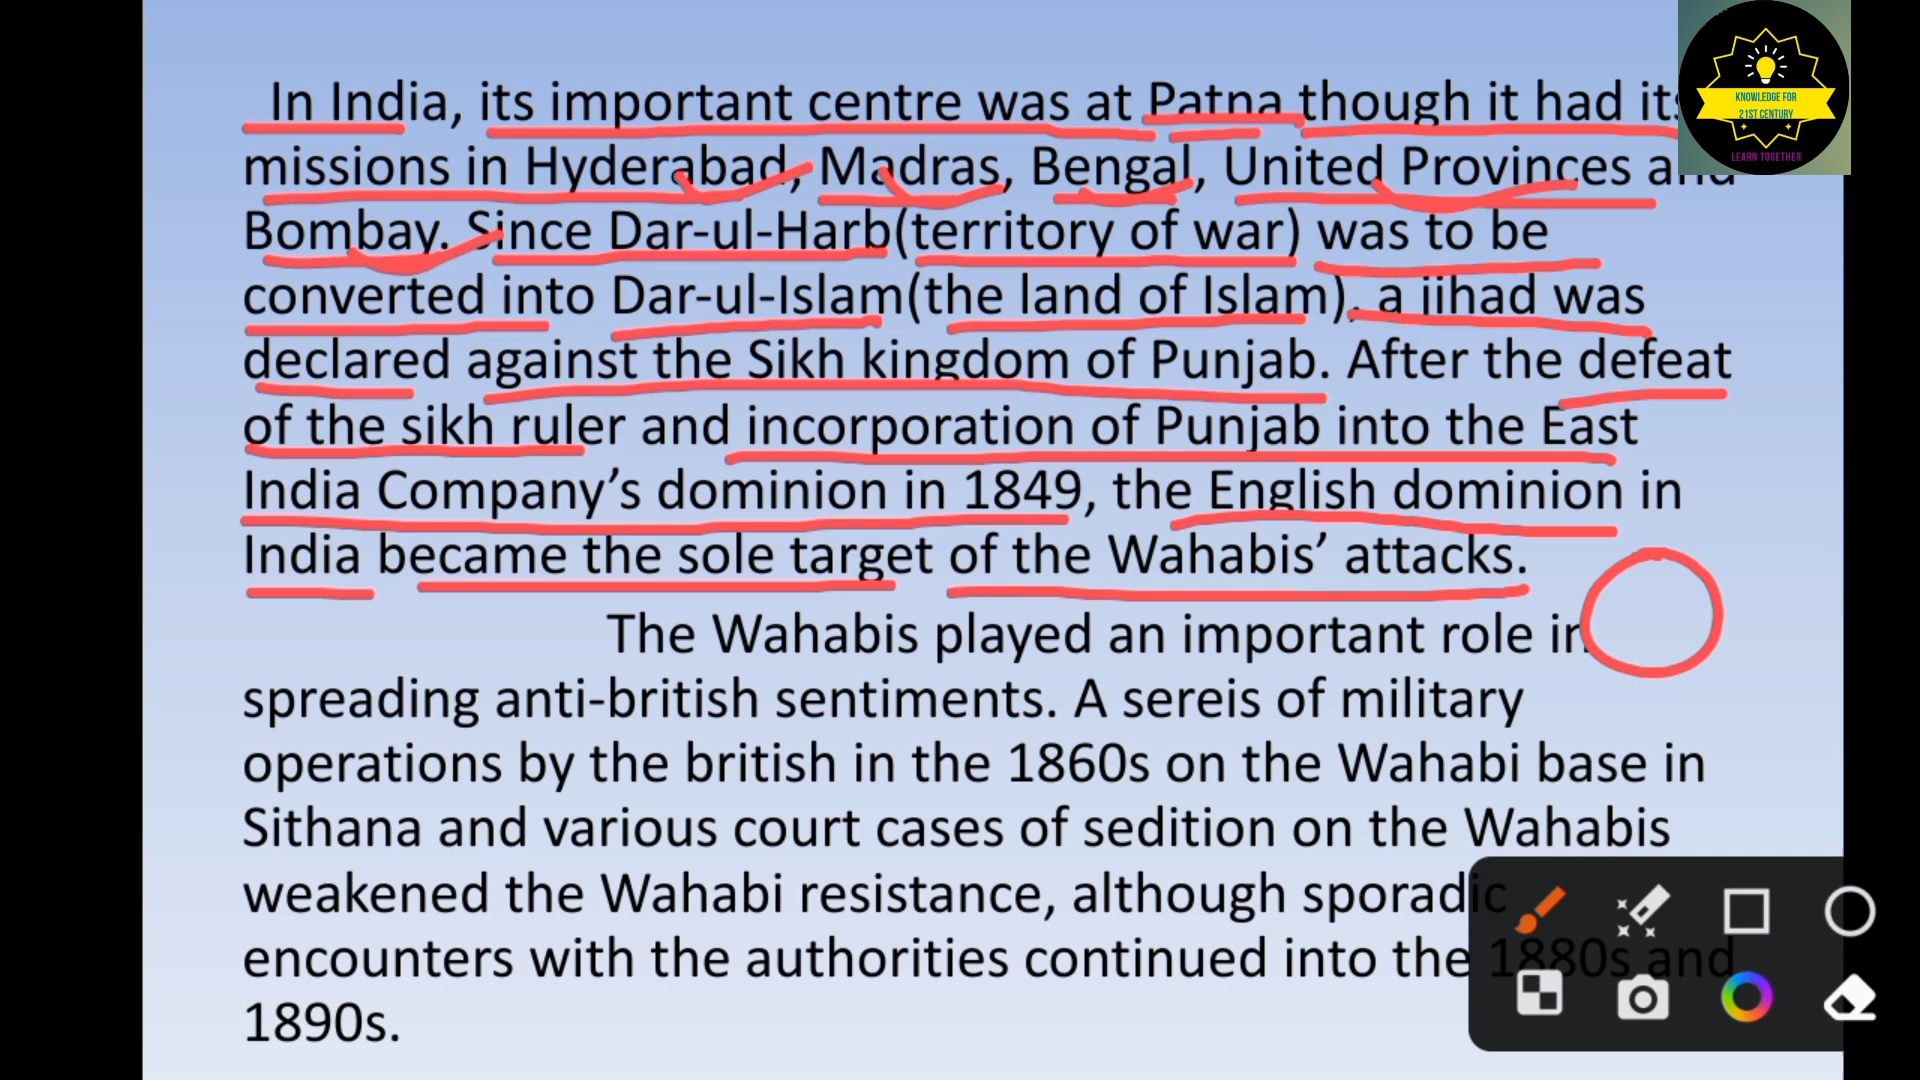 In India, its important centre was at Patna though it had its
missions in Hyderabad, Madras, Bengal, United Provinces and
Bombay. Since Dar-ul-Harb(territory of war) was to be
converted into Dar-ul-Islam(the land of Islam), a jihad was
declared against the Sikh kingdom of Punjab. After the defeat
of the sikh ruler and incorporation of Punjab into the East
India Company’s dominion in 1849, the English dominion in
India became the sole target of the Wahabis’ attacks.
The Wahabis played an important role in
spreading anti-british sentiments. A sereis of military
operations by the british in the 1860s on the Wahabi base in
Sithana and various court cases of sedition on the Wahabis
weakened the Wahabi resistance, although sporadic
encounters with the authorities continued into the 1880s and
1890s.
KNOWLEDGE FOR
21ST CENTURY
LEARN TOGETHER